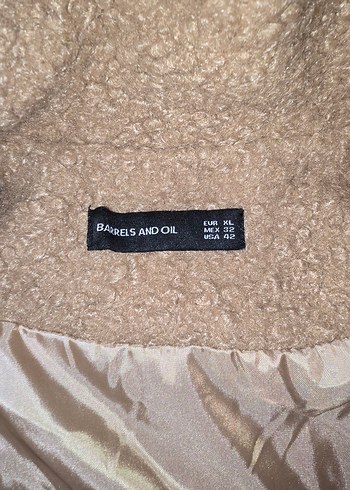 BARRELS AND OIL
EUR XL
MEX 32
USA 42